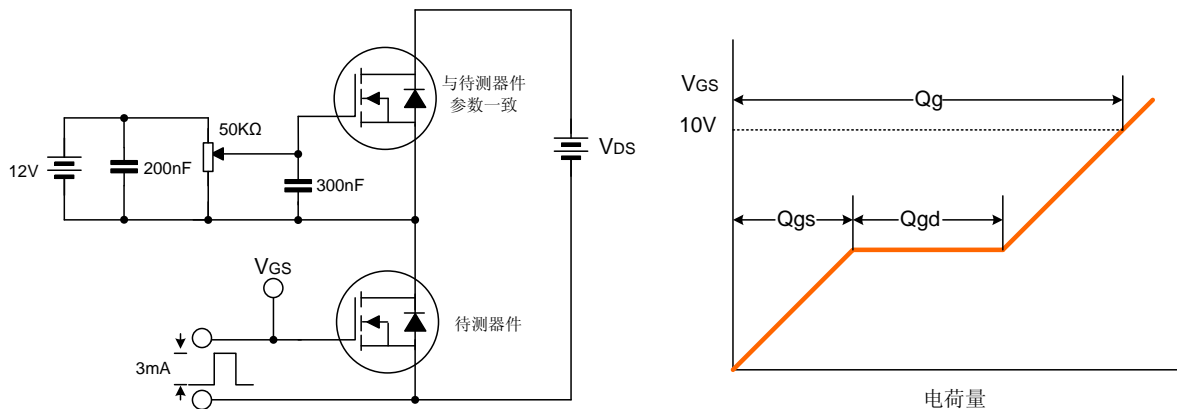 与待测器件
参数一致
50KΩ
12V
200nF
300nF
VDS
VGS
待测器件
3mA
VGS
Qg
10V
Qgs
Qgd
电荷量